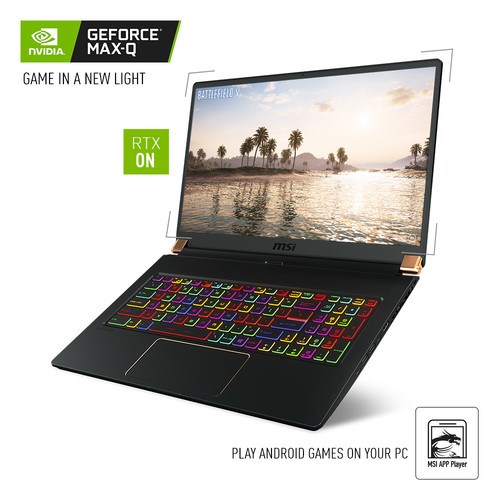 NVIDIA.
GEFORCE
MAX-Q
GAME IN A NEW LIGHT
RTX
ON
BATTLEFIELD V
msi
PLAY ANDROID GAMES ON YOUR PC
MSI APP Player